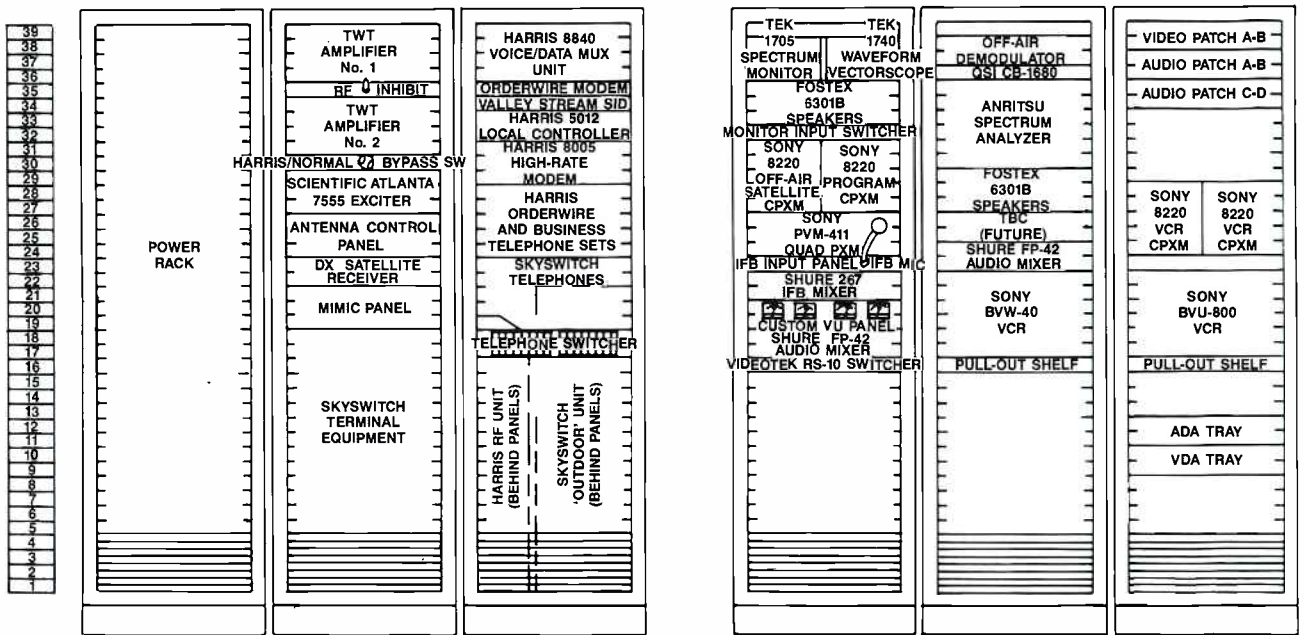 39
38
37
36
35
34
33
32
31
30
29
28
27
26
25
24
23
22
21
20
19
18
17
16
15
14
13
12
11
10
9
8
7
6
5
4
3
2
1
POWER
RACK
TWT
AMPLIFIER
No. 1
RF INHIBIT
TWT
AMPLIFIER
No. 2
HARRIS/NORMAL BYPASS SW
SCIENTIFIC ATLANTA
7555 EXCITER
ANTENNA CONTROL
PANEL
DX SATELLITE
RECEIVER
MIMIC PANEL
SKYSWITCH
TERMINAL
EQUIPMENT
HARRIS 8840
VOICE/DATA MUX
UNIT
ORDERWIRE MODEM
VALLEY STREAM SID
HARRIS 5012
LOCAL CONTROLLER
HARRIS 8005
HIGH-RATE
MODEM
HARRIS
ORDERWIRE
AND BUSINESS
TELEPHONE SETS
SKYSWITCH
TELEPHONES
TELEPHONE SWITCHER
HARRIS RF UNIT
(BEHIND PANELS)
SKYSWITCH
'OUTDOOR' UNIT
(BEHIND PANELS)
TEK
1705
SPECTRUM
MONITOR
TEK
1740
WAVEFORM
VECTORSCOPE
FOSTEX
6301B
SPEAKERS
MONITOR INPUT SWITCHER
SONY
8220
OFF-AIR
SATELLITE
CPXM
SONY
8220
PROGRAM
CPXM
SONY
PVM-411
QUAD PXM
IFB INPUT PANEL IFB MIC
SHURE 267
IFB MIXER
CUSTOM VU PANEL
SHURE FP-42
AUDIO MIXER
VIDEOTEK RS-10 SWITCHER
OFF-AIR
DEMODULATOR
QSI CB-1680
ANRITSU
SPECTRUM
ANALYZER
FOSTEX
6301B
SPEAKERS
TBC
(FUTURE)
SHURE FP-42
AUDIO MIXER
SONY
BVW-40
VCR
PULL-OUT SHELF
VIDEO PATCH A-B
AUDIO PATCH A-B
AUDIO PATCH C-D
SONY
8220
VCR
CPXM
SONY
8220
VCR
CPXM
SONY
BVU-800
VCR
PULL-OUT SHELF
ADA TRAY
VDA TRAY